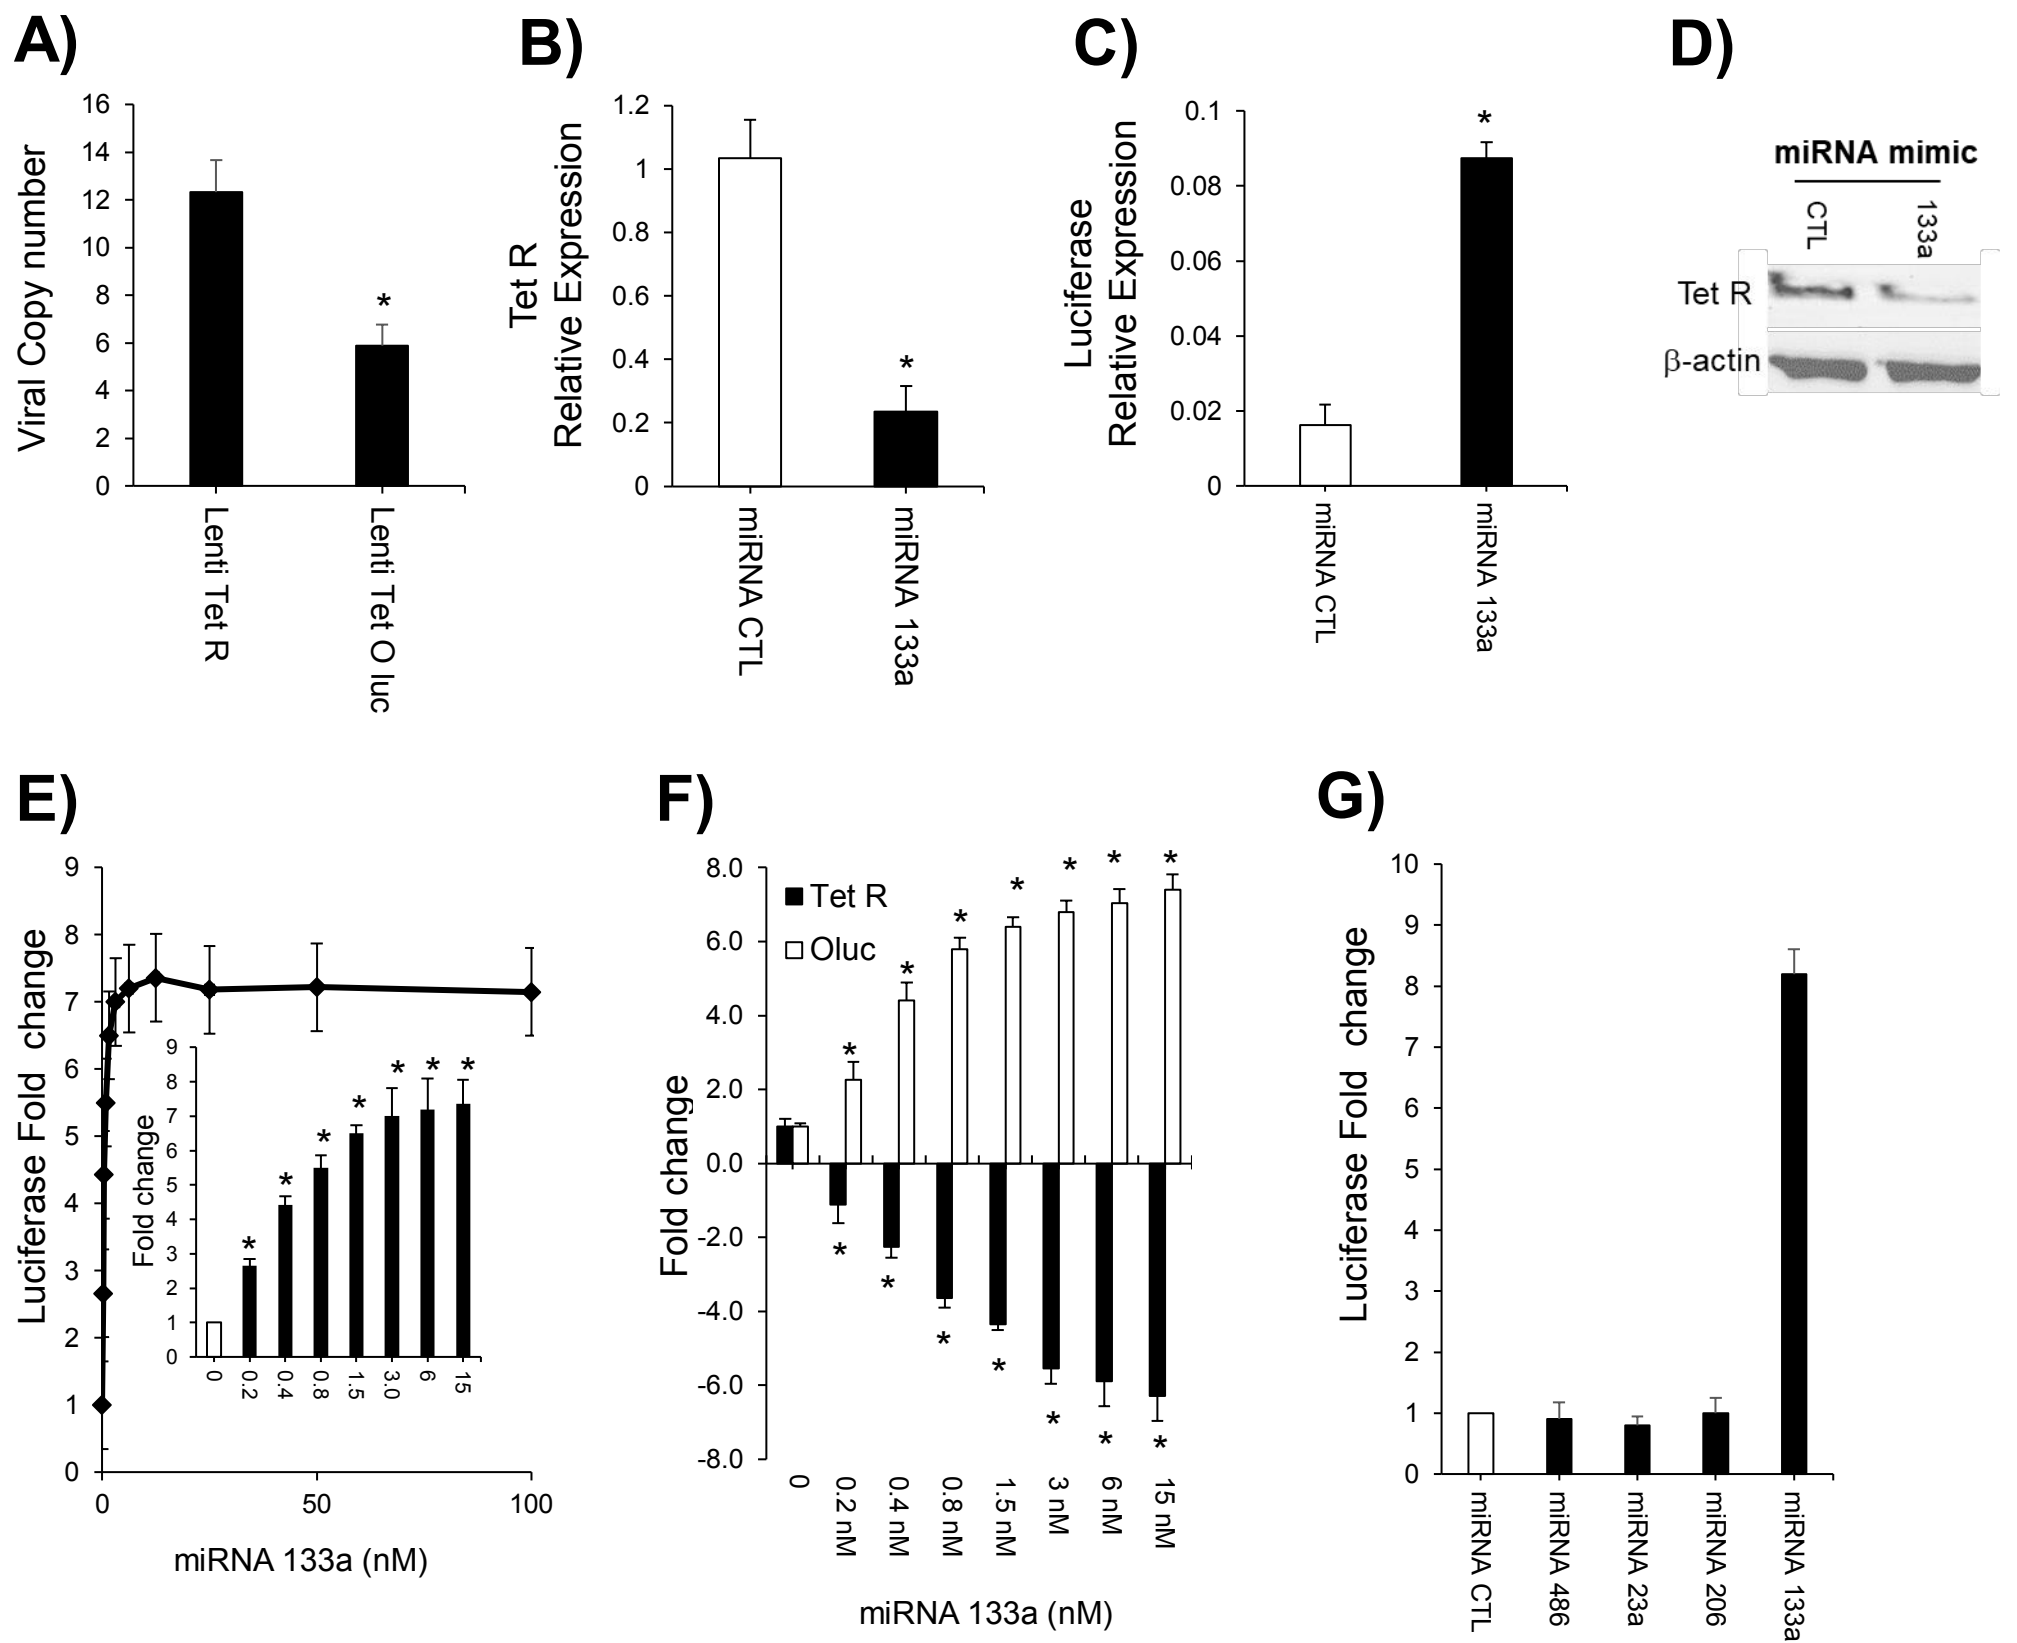 A)
Viral Copy number
16
14
12
10
8
6
4
2
0
*
Lenti Tet R
Lenti Tet O luc
B)
Tet R
Relative Expression
1.2
1
0.8
0.6
0.4
0.2
0
*
miRNA CTL
miRNA 133a
C)
Luciferase
Relative Expression
0.1
0.08
0.06
0.04
0.02
0
*
miRNA CTL
miRNA 133a
D)
miRNA mimic
CTL
133a
Tet R
β-actin
E)
Luciferase Fold change
9
8
7
6
5
4
3
2
1
0
0
50
100
miRNA 133a (nM)
Fold change
9
8
7
6
5
4
3
2
1
0
* * * * * * *
0
0.2
0.4
0.8
1.5
3.0
6
15
F)
Fold change
8.0
6.0
4.0
2.0
0.0
-2.0
-4.0
-6.0
-8.0
Tet R
Oluc
* * * * * * *
* * * * * * *
0
0.2 nM
0.4 nM
0.8 nM
1.5 nM
3 nM
6 nM
15 nM
miRNA 133a (nM)
G)
Luciferase Fold change
10
9
8
7
6
5
4
3
2
1
0
miRNA CTL
miRNA 486
miRNA 23a
miRNA 206
miRNA 133a